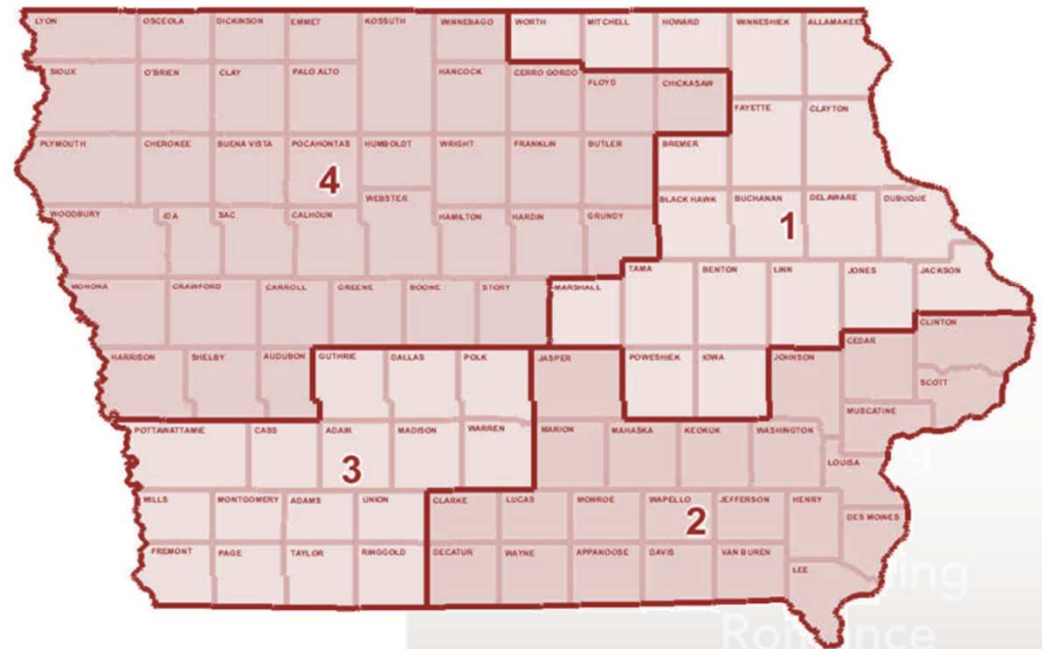 LYON OSCEOLA DICKINSON EMMET KOSSUTH WINNEBAGO WORTH MITCHELL HOWARD WINNESHIEK ALLAMAKEE
SIOUX O'BRIEN CLAY PALO ALTO HANCOCK CERRO GORDO FLOYD CHICKASAW
FAYETTE CLAYTON
PLYMOUTH CHEROKEE BUENA VISTA POCAHONTAS HUMBOLDT WRIGHT FRANKLIN BUTLER BREMER
4
WEBSTER
BLACK HAWK BUCHANAN DELAWARE DUBUQUE
WOODBURY IDA SAC CALHOUN HAMILTON HARDIN GRUNDY
1
TAMA BENTON LINN JONES JACKSON
MONONA CRAWFORD CARROLL GREENE BOONE STORY MARSHALL
CLINTON
HARRISON SHELBY AUDUBON GUTHRIE DALLAS POLK JASPER POWESHIEK IOWA JOHNSON CEDAR
SCOTT
MUSCATINE
POTTAWATTAMIE CASS ADAIR MADISON WARREN MARION MAHASKA KEOKUK WASHINGTON
LOUISA
3
MILLS MONTGOMERY ADAMS UNION CLARKE LUCAS MONROE WAPELLO JEFFERSON HENRY
2
DES MOINES
FREMONT PAGE TAYLOR RINGGOLD DECATUR WAYNE APPANOOSE DAVIS VAN BUREN
LEE